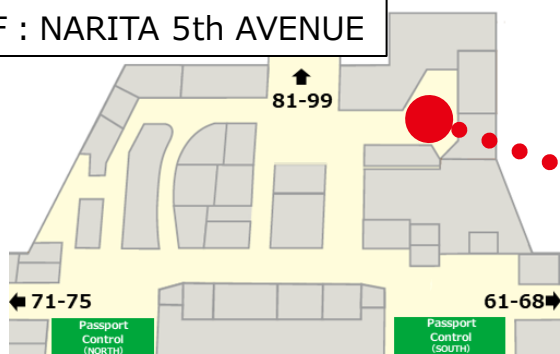 F : NARITA 5th AVENUE
81-99
71-75
61-68
Passport
Control
(NORTH)
Passport
Control
(SOUTH)